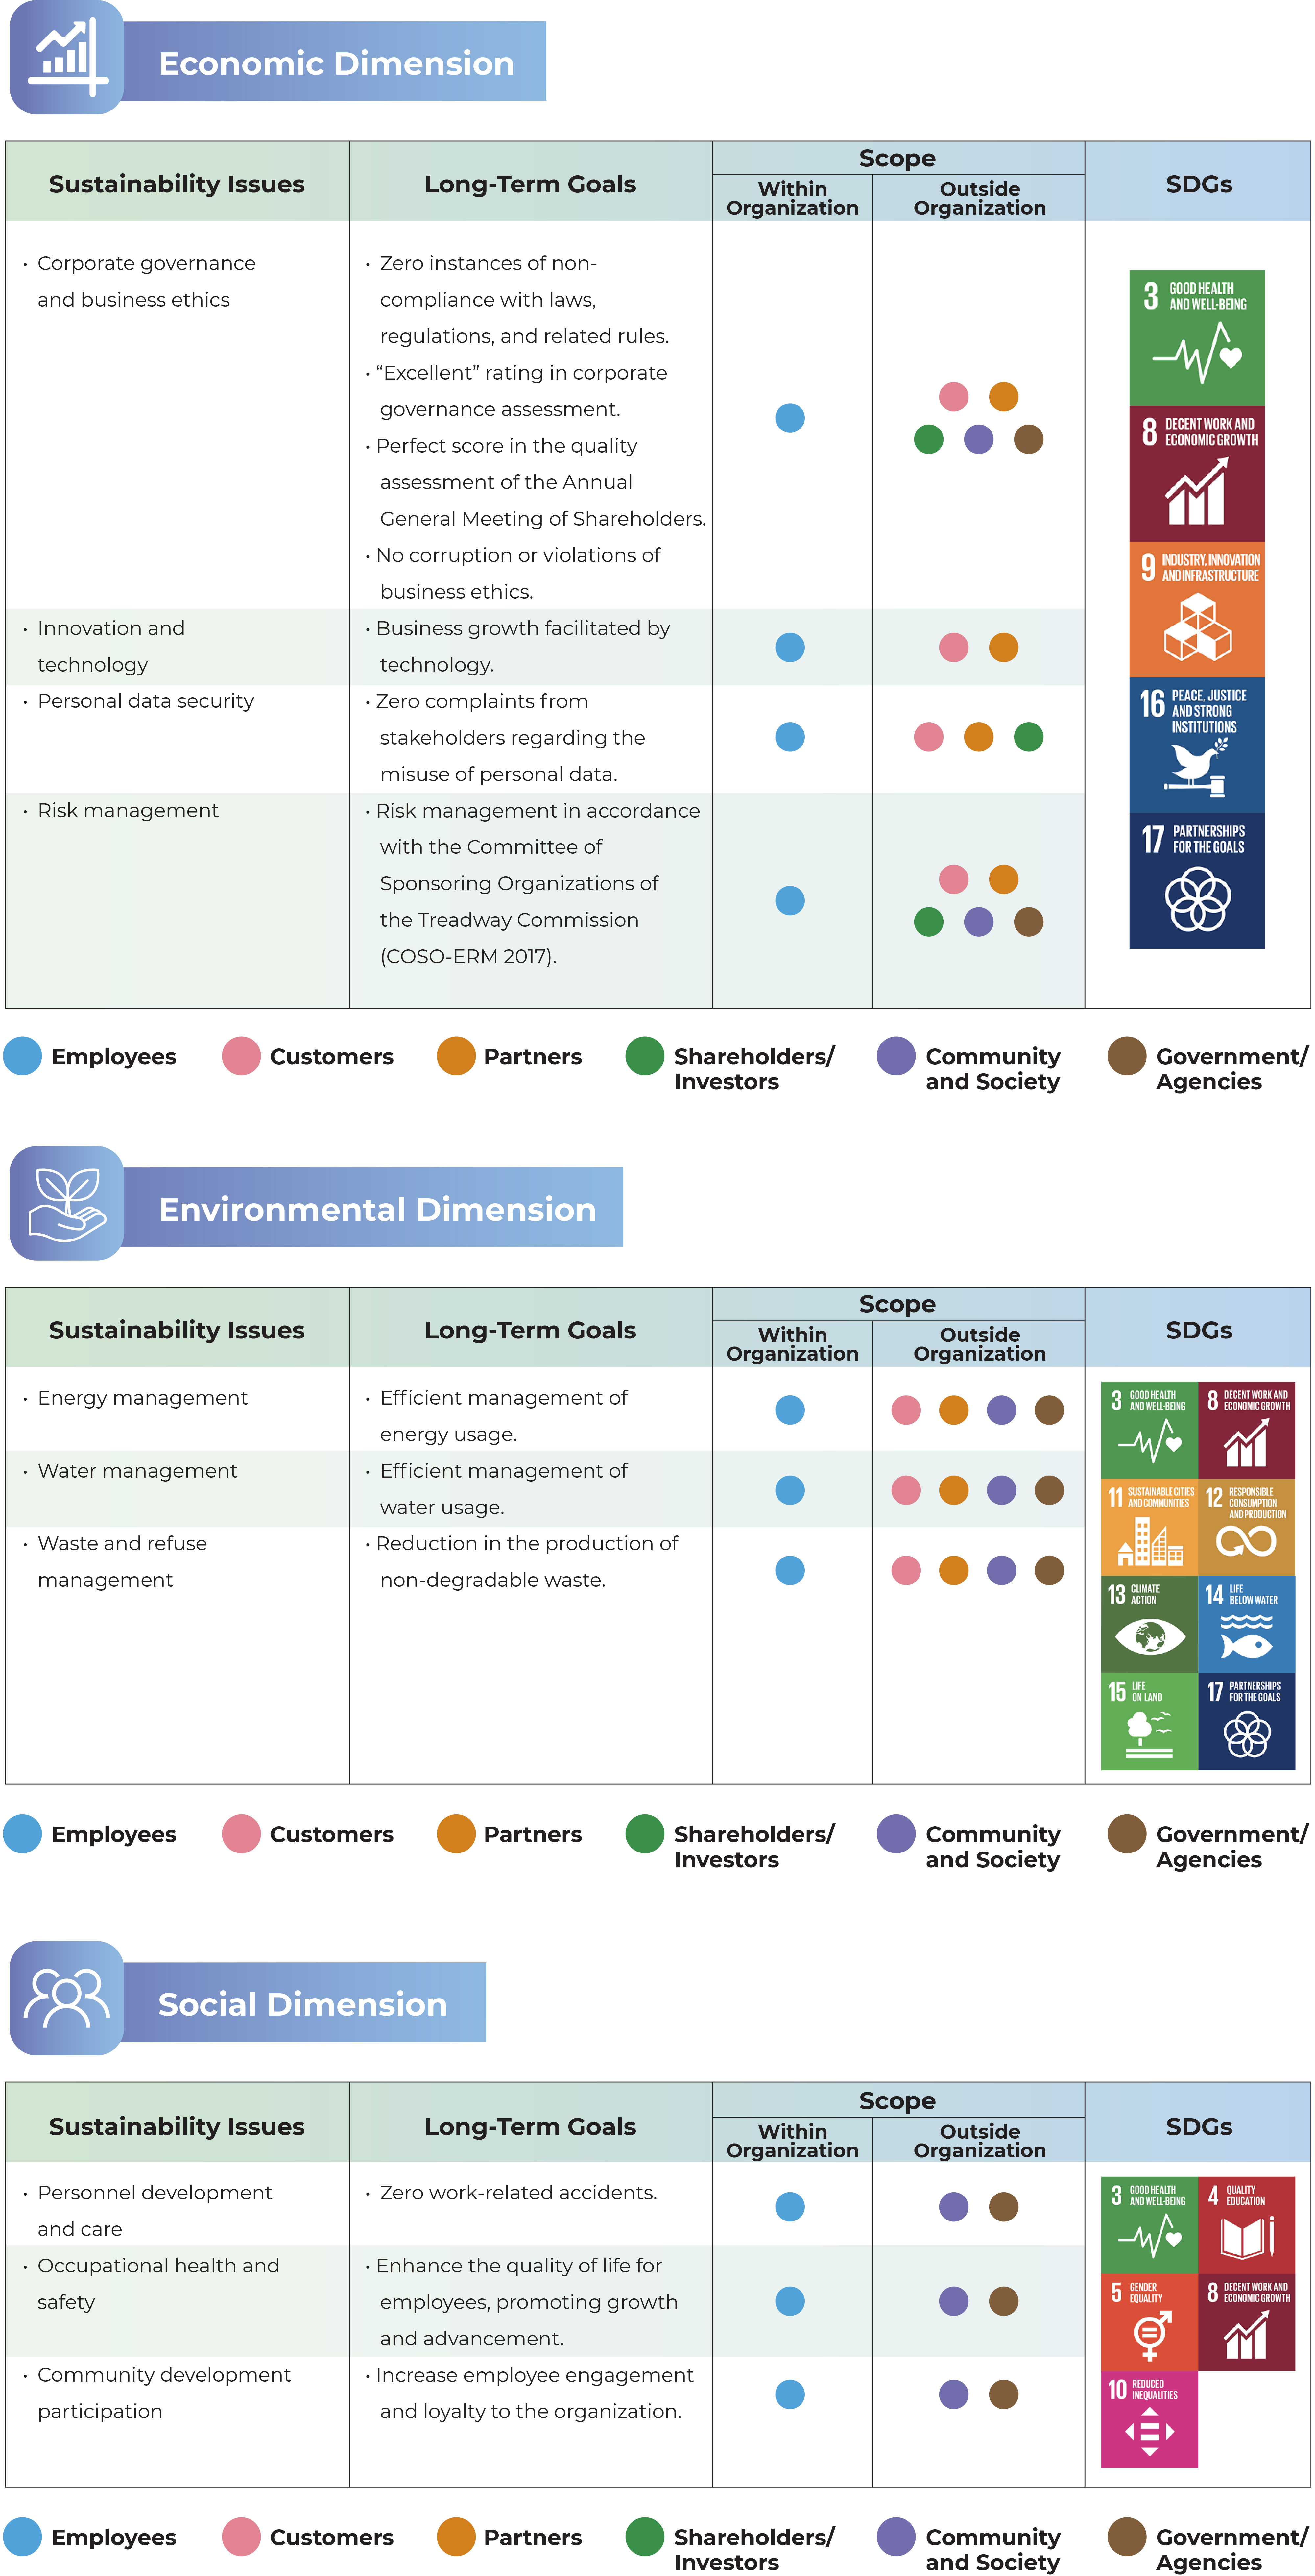 Economic Dimension
Sustainability Issues
Long-Term Goals
Scope
Within
Organization
Outside
Organization
SDGs
• Corporate governance
and business ethics
• Zero instances of non-
compliance with laws,
regulations, and related rules.
• “Excellent” rating in corporate
governance assessment.
• Perfect score in the quality
assessment of the Annual
General Meeting of Shareholders.
• No corruption or violations of
business ethics.
• Innovation and
technology
• Business growth facilitated by
technology.
• Personal data security
• Zero complaints from
stakeholders regarding the
misuse of personal data.
• Risk management
• Risk management in accordance
with the Committee of
Sponsoring Organizations of
the Treadway Commission
(COSO-ERM 2017).
3 GOOD HEALTH
AND WELL-BEING
8 DECENT WORK AND
ECONOMIC GROWTH
9 INDUSTRY, INNOVATION
AND INFRASTRUCTURE
16 PEACE, JUSTICE
AND STRONG
INSTITUTIONS
17 PARTNERSHIPS
FOR THE GOALS
Employees
Customers
Partners
Shareholders/
Investors
Community
and Society
Government/
Agencies
Environmental Dimension
Sustainability Issues
Long-Term Goals
Scope
Within
Organization
Outside
Organization
SDGs
• Energy management
• Efficient management of
energy usage.
• Water management
• Efficient management of
water usage.
• Waste and refuse
management
• Reduction in the production of
non-degradable waste.
3 GOOD HEALTH
AND WELL-BEING
8 DECENT WORK AND
ECONOMIC GROWTH
11 SUSTAINABLE CITIES
AND COMMUNITIES
12 RESPONSIBLE
CONSUMPTION
AND PRODUCTION
13 CLIMATE
ACTION
14 LIFE
BELOW WATER
15 LIFE
ON LAND
17 PARTNERSHIPS
FOR THE GOALS
Employees
Customers
Partners
Shareholders/
Investors
Community
and Society
Government/
Agencies
Social Dimension
Sustainability Issues
Long-Term Goals
Scope
Within
Organization
Outside
Organization
SDGs
• Personnel development
and care
• Zero work-related accidents.
• Occupational health and
safety
• Enhance the quality of life for
employees, promoting growth
and advancement.
• Community development
participation
• Increase employee engagement
and loyalty to the organization.
3 GOOD HEALTH
AND WELL-BEING
4 QUALITY
EDUCATION
5 GENDER
EQUALITY
8 DECENT WORK AND
ECONOMIC GROWTH
10 REDUCED
INEQUALITIES
Employees
Customers
Partners
Shareholders/
Investors
Community
and Society
Government/
Agencies